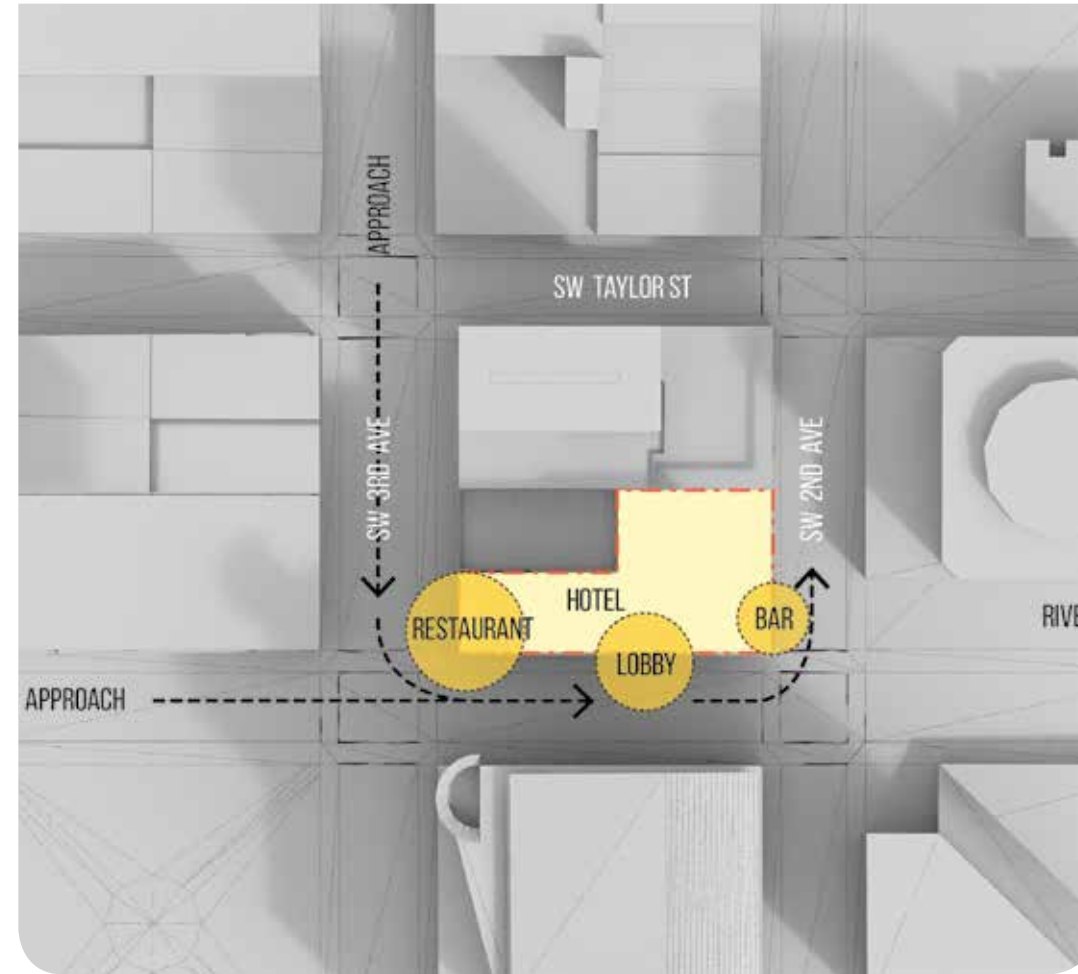 APPROACH
SW TAYLOR ST
SW 3RD AVE
SW 2ND AVE
HOTEL
RESTAURANT
BAR
LOBBY
RIVE
APPROACH